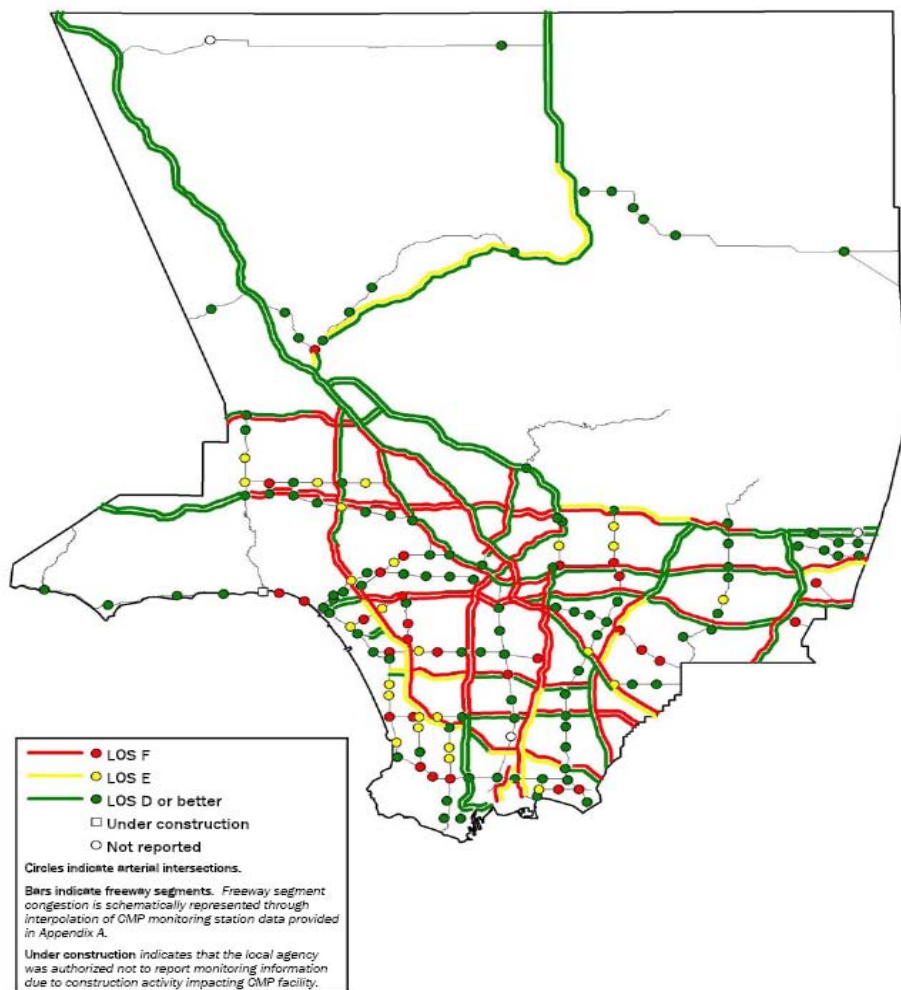 LOS F
LOS E
LOS D or better
Under construction
Not reported
Circles indicate arterial intersections.
Bars indicate freeway segments. Freeway segment
congestion is schematically represented through
interpolation of CMP monitoring station data provided
in Appendix A.
Under construction indicates that the local agency
was authorized not to report monitoring information
due to construction activity impacting CMP facility.